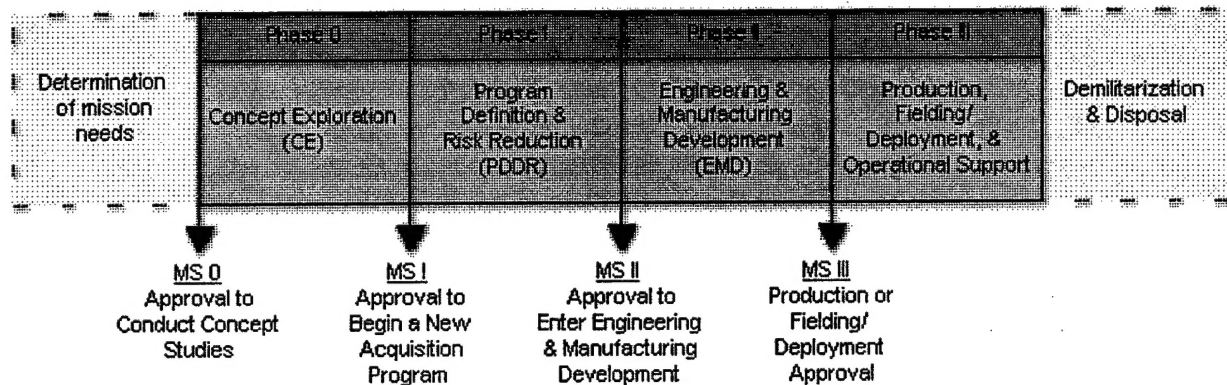 Phase 0
Phase I
Phase II
Phase III
Determination
of mission
needs
Concept Exploration
(CE)
Program
Definition &
Risk Reduction
(PDDR)
Engineering &
Manufacturing
Development
(EMD)
Production,
Fielding/
Deployment, &
Operational Support
Demilitarization
& Disposal
MS 0
Approval to
Conduct Concept
Studies
MS I
Approval to
Begin a New
Acquisition
Program
MS II
Approval to
Enter Engineering
& Manufacturing
Development
MS III
Production or
Fielding/
Deployment
Approval